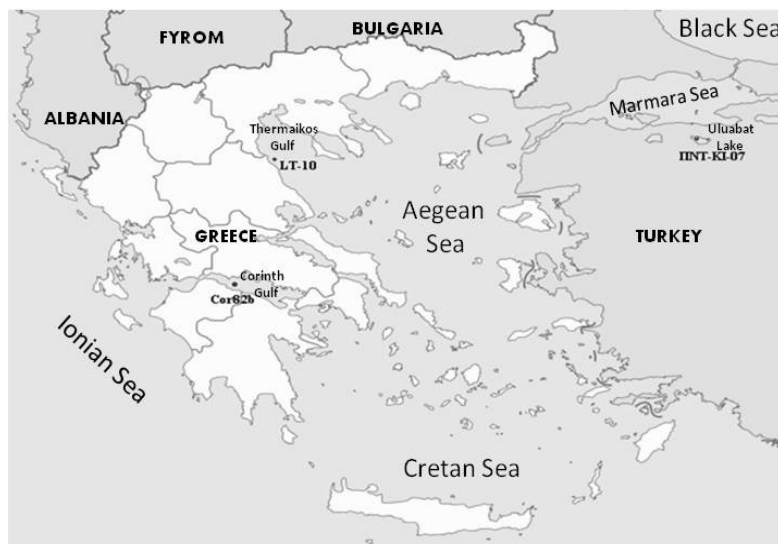 BULGARIA
Black Sea
FYROM
Marmara Sea
ALBANIA
Thermaikos
Gulf
LT-10
Uluabat
Lake
ΠNT-KI-07
Aegean
Sea
GREECE
TURKEY
Corinth
Gulf
Cor82b
Ionian Sea
Cretan Sea